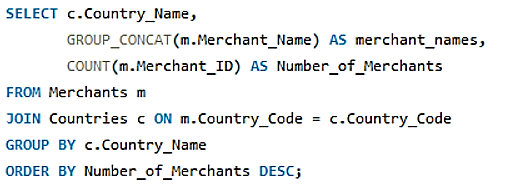 SELECT c.Country_Name,
GROUP_CONCAT(m.Merchant_Name) AS merchant_names,
COUNT(m.Merchant_ID) AS Number_of_Merchants
FROM Merchants m
JOIN Countries c ON m.Country_Code = c.Country_Code
GROUP BY c.Country_Name
ORDER BY Number_of_Merchants DESC;